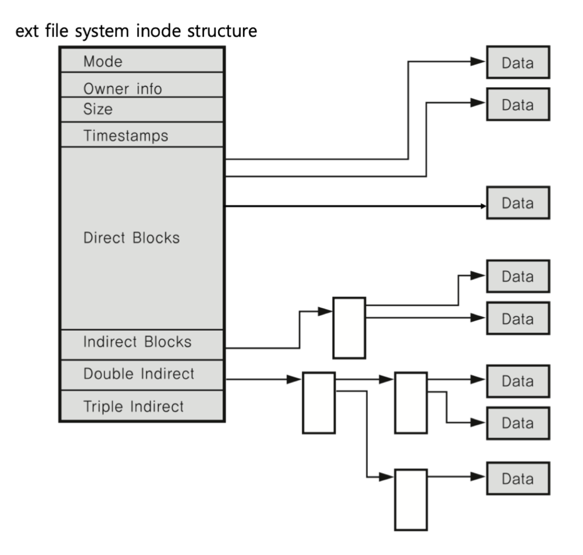 ext file system inode structure
Mode
Owner info
Size
Timestamps
Direct Blocks
Indirect Blocks
Double Indirect
Triple Indirect
Data
Data
Data
Data
Data
Data
Data
Data